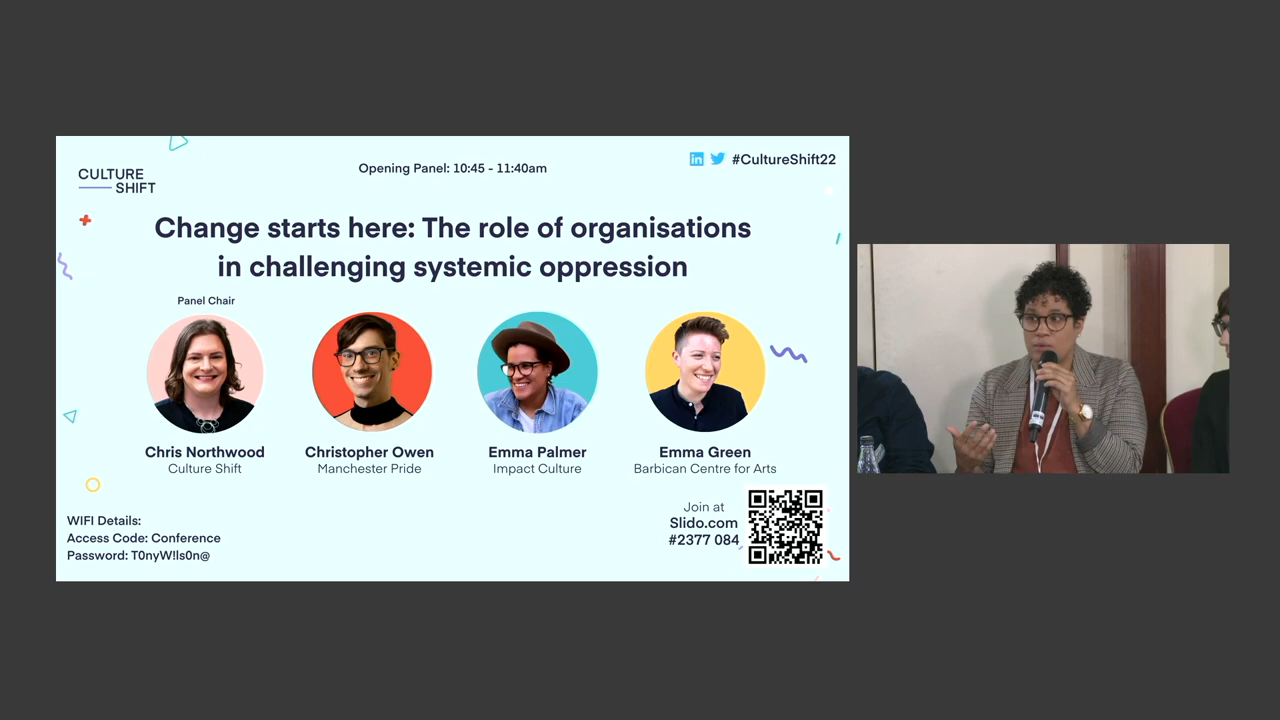 CULTURE
SHIFT
Opening Panel: 10:45 - 11:40am
#CultureShift22
Change starts here: The role of organisations
in challenging systemic oppression
Panel Chair
Chris Northwood
Culture Shift
Christopher Owen
Manchester Pride
Emma Palmer
Impact Culture
Emma Green
Barbican Centre for Arts
WIFI Details:
Access Code: Conference
Password: T0nyW!ls0n@
Join at
Slido.com
#2377 084